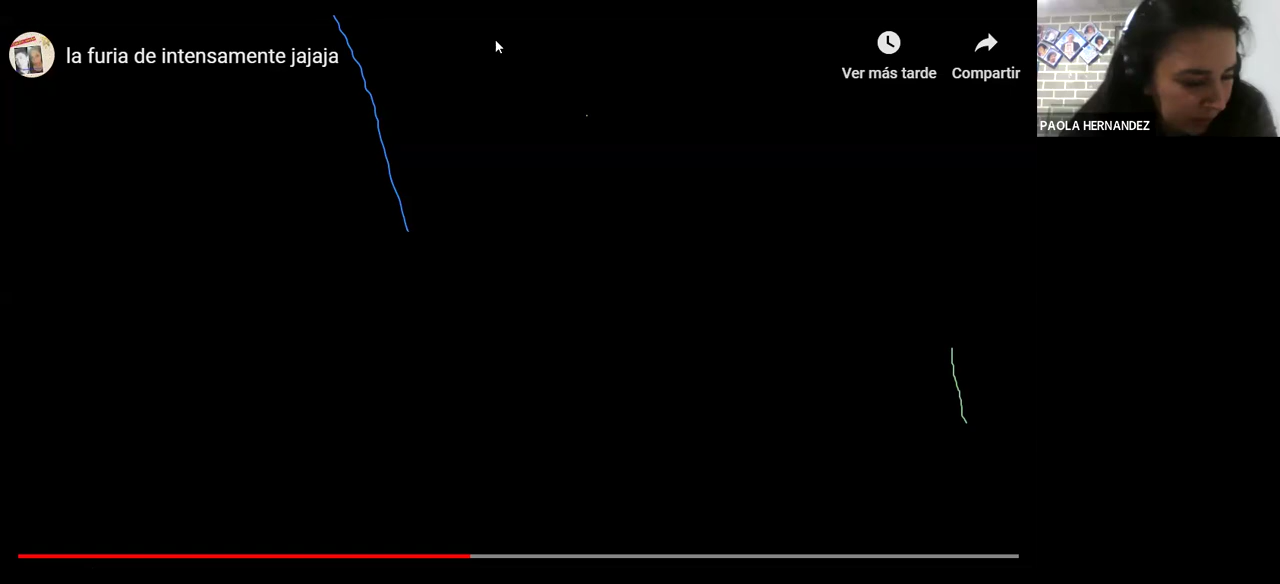 la furia de intensamente jajaja
Ver más tarde
Compartir
PAOLA HERNANDEZ